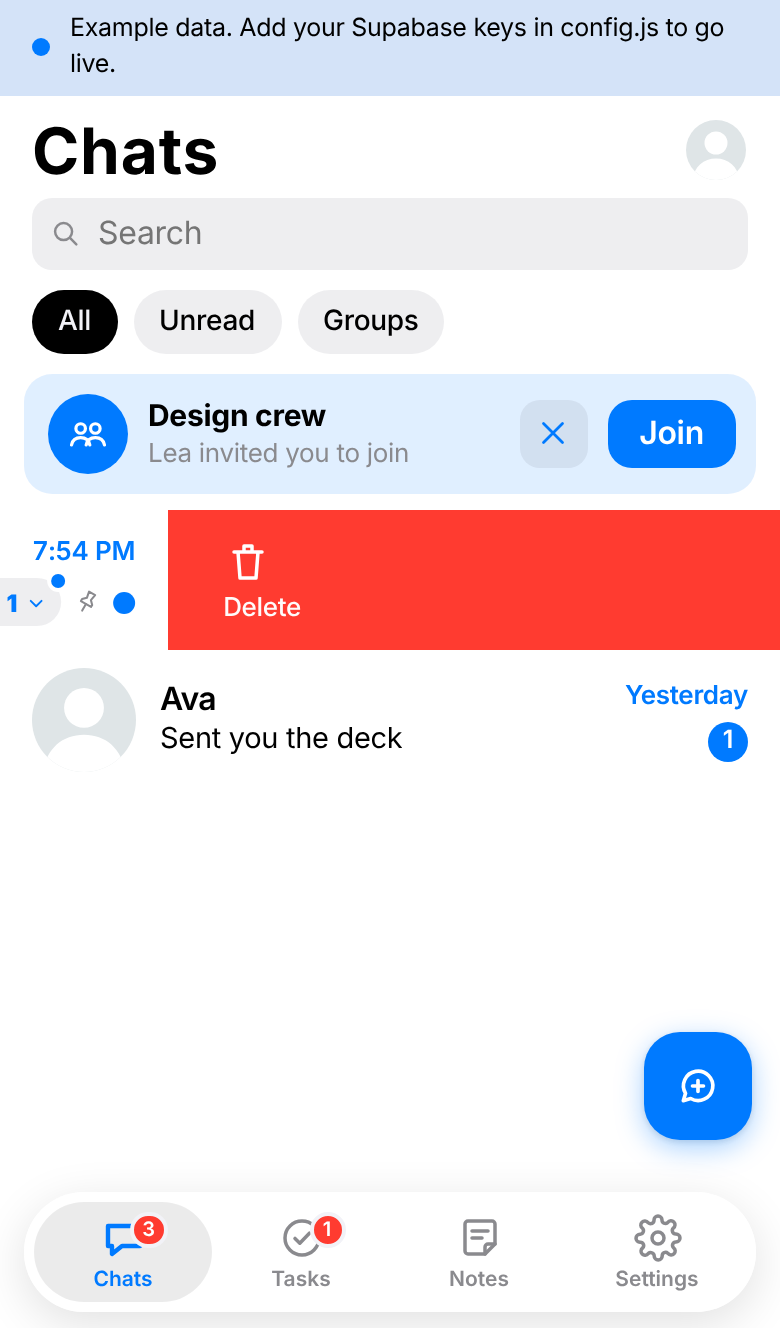 Example data. Add your Supabase keys in config.js to go
live.
Chats
Search
All
Unread
Groups
Design crew
Lea invited you to join
Join
7:54 PM
1
Delete
Ava
Yesterday
Sent you the deck
1
3
1
Chats
Tasks
Notes
Settings